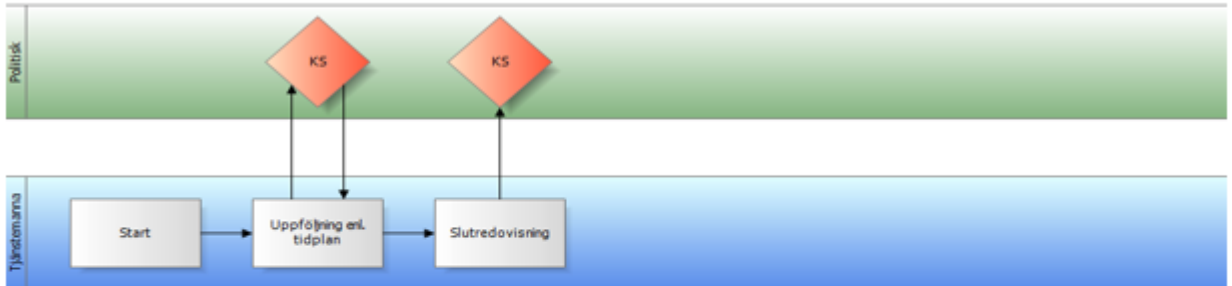 Politisk
KS
KS
Tjänstemanna
Start
Uppföljning enl.
tidplan
Slutredovisning